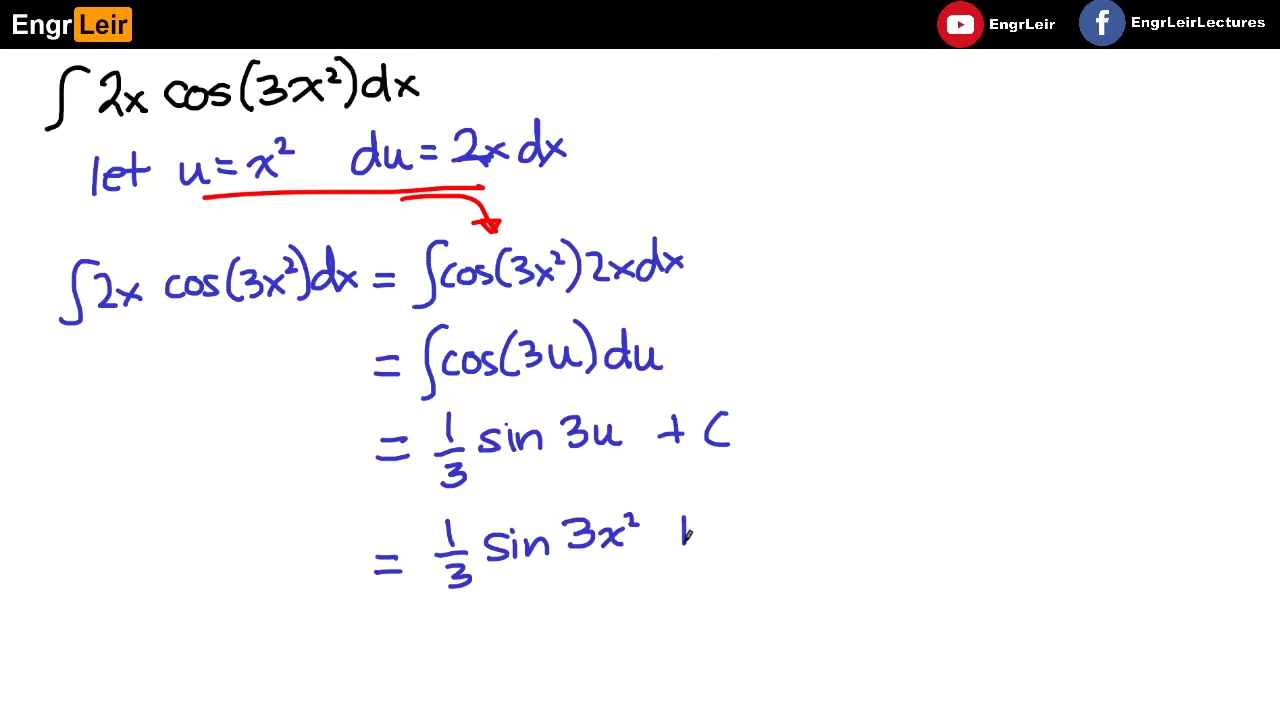 EngrLeir EngrLeir EngrLeirLectures
∫ 2x cos(3x²)dx
let u = x² du = 2x dx
∫ 2x cos(3x²)dx = ∫cos(3x²)2xdx
= ∫cos(3u)du
= 1/3 sin 3u + C
= 1/3 sin 3x²